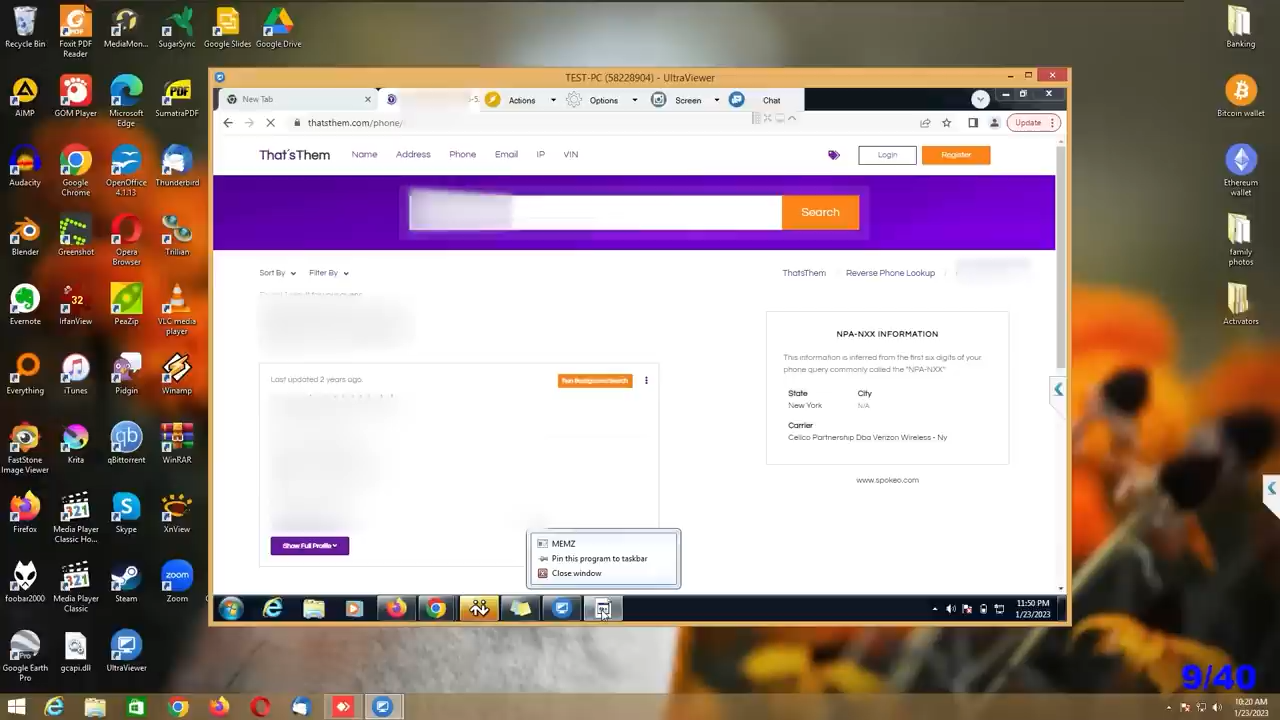 Recycle Bin
Foxit PDF Reader
MediaMon...
SugarSync
Google Slides
Google Drive
Banking
AIMP
GOM Player
Microsoft Edge
SumatraPDF
Bitcoin wallet
Audacity
Google Chrome
OpenOffice 4.1.13
Thunderbird
Ethereum wallet
Blender
Greenshot
Opera Browser
Trillian
family photos
Evernote
IrfanView
PeaZip
VLC media player
Activators
Everything
iTunes
Pidgin
Winamp
FastStone Image Viewer
Krita
qBittorrent
WinRAR
Firefox
Media Player Classic Ho...
Skype
XnView
foobar2000
Media Player Classic
Steam
Zoom
Google Earth Pro
gcapi.dll
UltraViewer
TEST-PC (58228904) - UltraViewer
New Tab
-5.
Actions
Options
Screen
Chat
thatsthem.com/phone/
Update
That'sThem
Name
Address
Phone
Email
IP
VIN
Login
Register
Search
Sort By
Filter By
ThatsThem
Reverse Phone Lookup
NPA-NXX INFORMATION
This information is inferred from the first six digits of your
phone query commonly called the "NPA-NXX"
State
City
New York
N/A
Carrier
Cellco Partnership Dba Verizon Wireless - Ny
www.spokeo.com
Last updated 2 years ago.
Run Background Search
Show Full Profile
MEMZ
Pin this program to taskbar
Close window
11:50 PM
1/23/2023
9/40
10:20 AM
1/23/2023